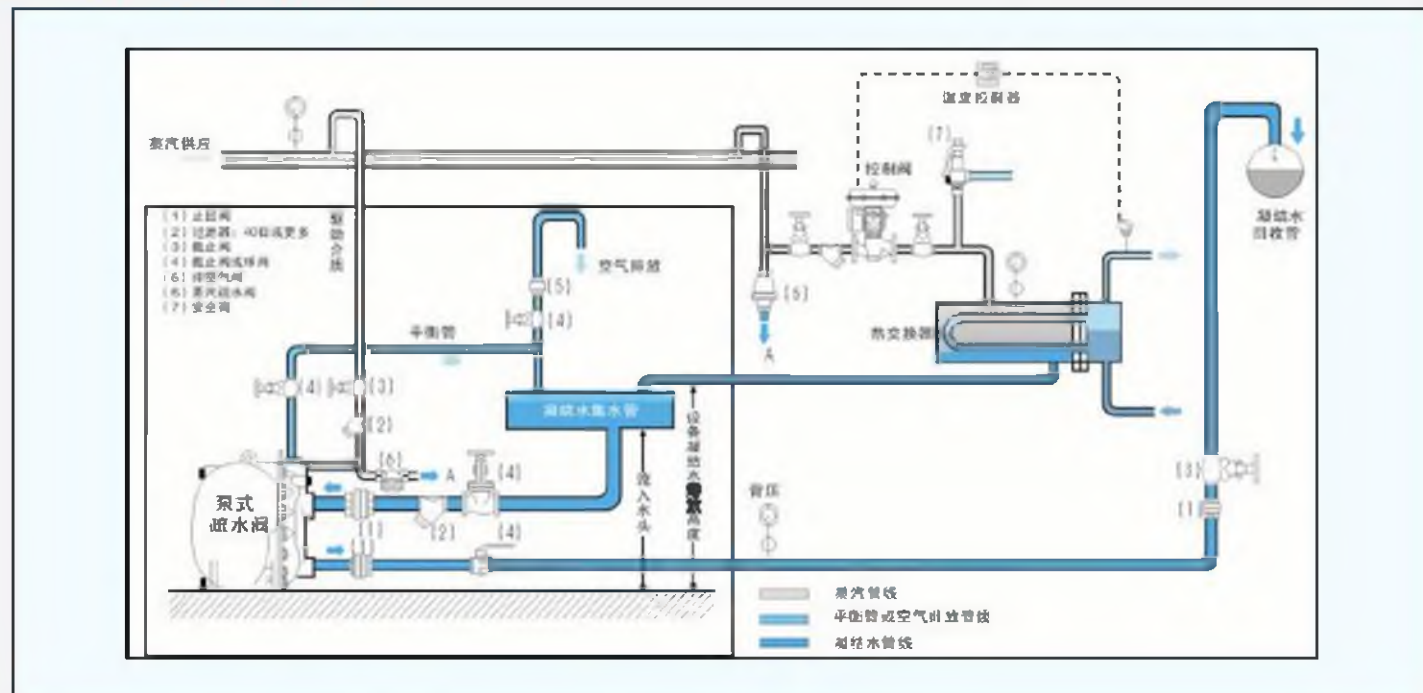 温度控制器
蒸汽供应
(7)
控制阀
凝结水
回收管
(1) 止回阀
(2) 过滤器：40目或更多
(3) 截止阀
(4) 截止阀或球阀
(6) 蒸汽疏水阀
(7) 安全阀
驱动介质
空气排放
(5)
(4)
平衡管
A
热交换器
(4)
(3)
凝结水集水管
(2)
(6)
A
(4)
(3)
泵式
疏水阀
流入水头
背压
(1)
(1)
(2)
(4)
(1)
蒸汽管线
平衡管或空气排放管线
凝结水管线